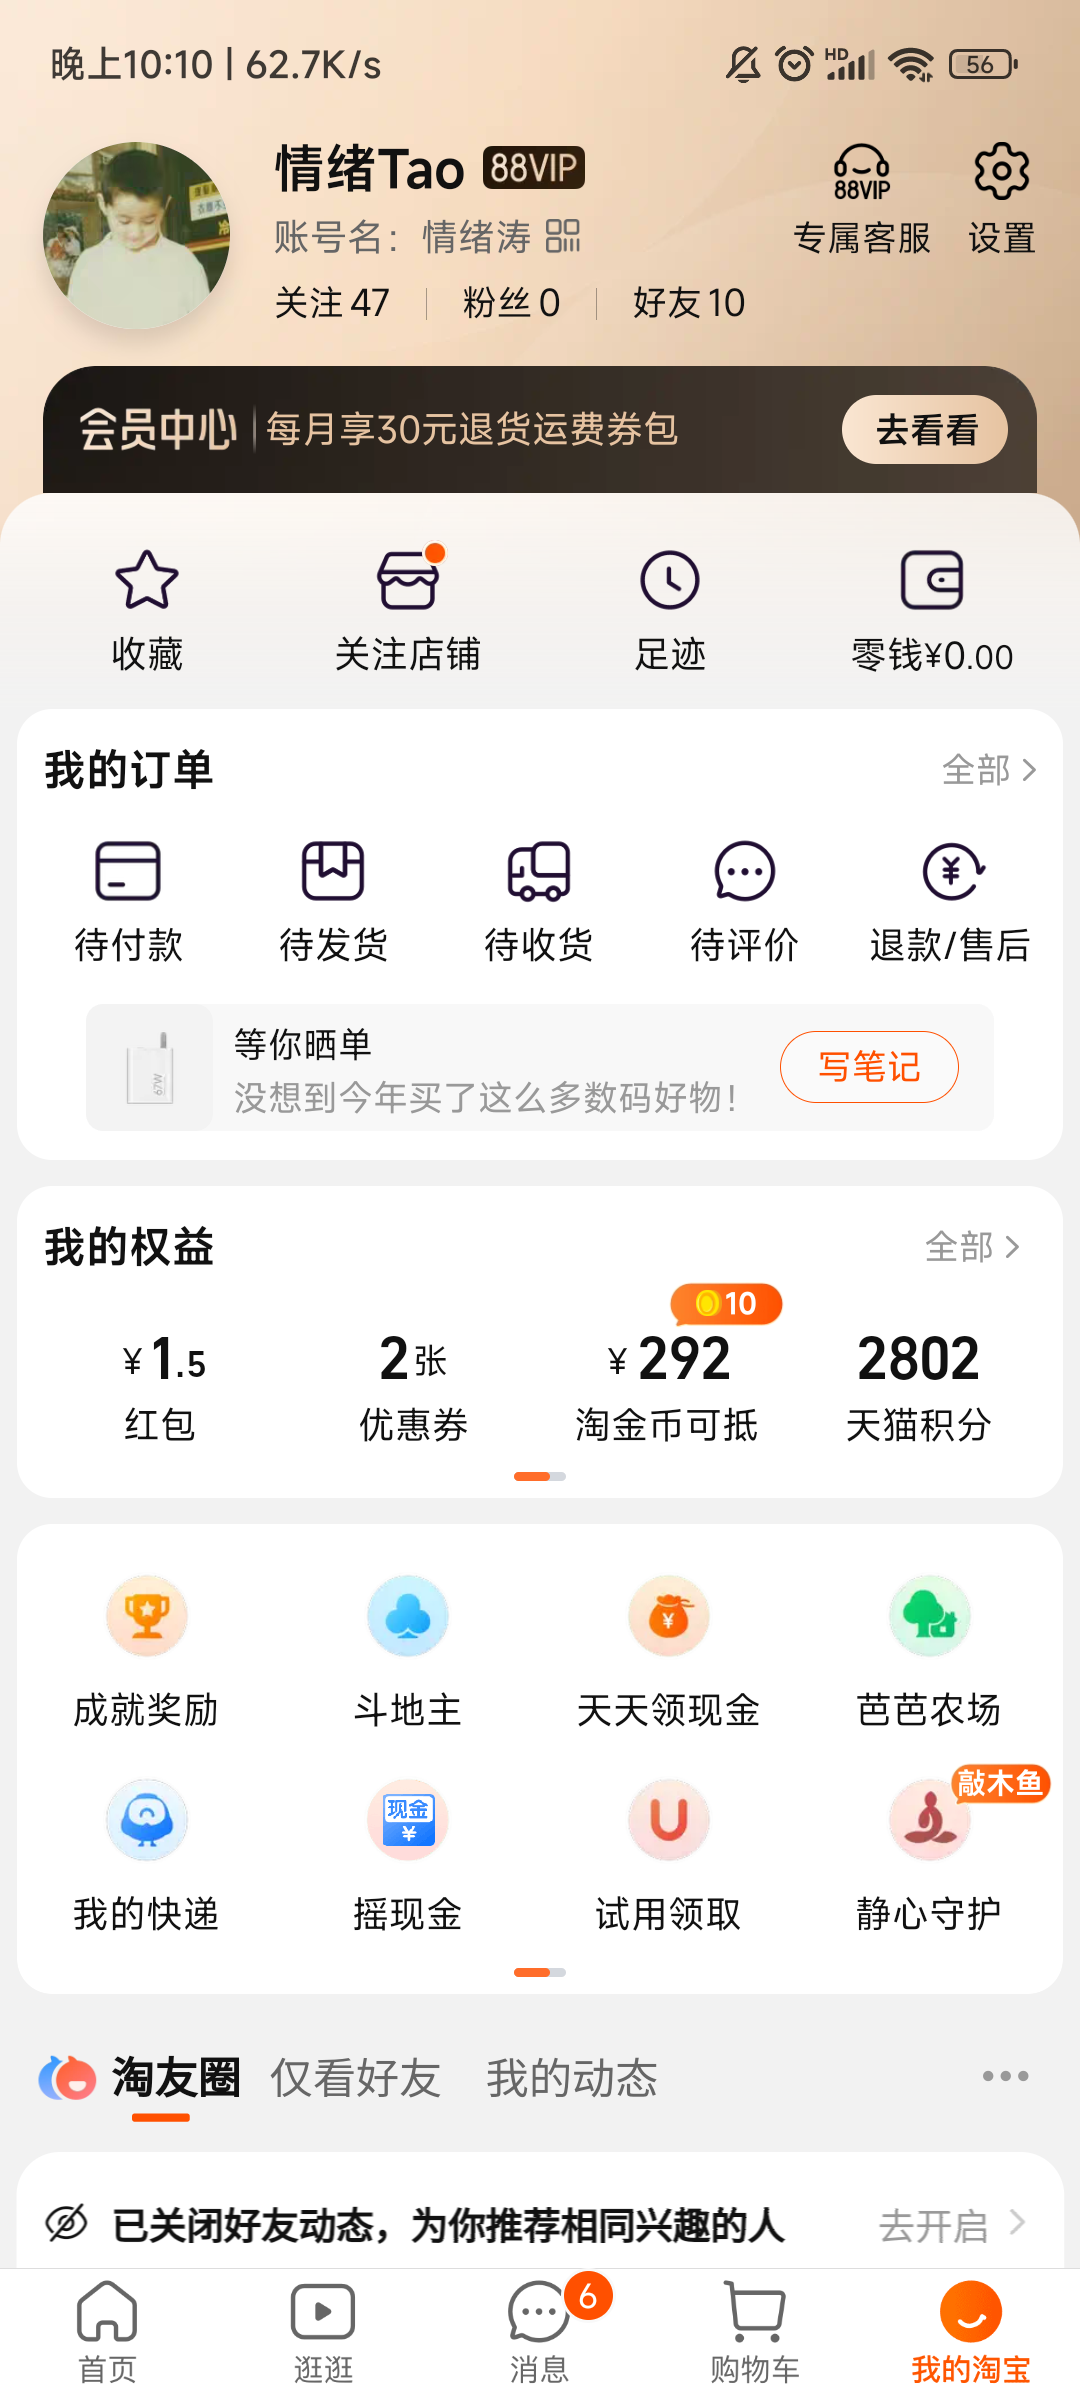 晚上10:10 | 62.7K/s
HD
56
情绪Tao 88VIP
账号名：情绪涛
关注 47 粉丝 0 好友 10
88VIP
专属客服 设置
会员中心 每月享30元退货运费券包 去看看
收藏 关注店铺 足迹 零钱¥0.00
我的订单 全部
待付款 待发货 待收货 待评价 退款/售后
67W
等你晒单
没想到今年买了这么多数码好物！
写笔记
我的权益 全部
10
¥1.5 2张 ¥292 2802
红包 优惠券 淘金币可抵 天猫积分
成就奖励 斗地主 天天领现金 芭芭农场
现金
¥
敲木鱼
我的快递 摇现金 试用领取 静心守护
淘友圈 仅看好友 我的动态
已关闭好友动态，为你推荐相同兴趣的人 去开启
6
首页 逛逛 消息 购物车 我的淘宝